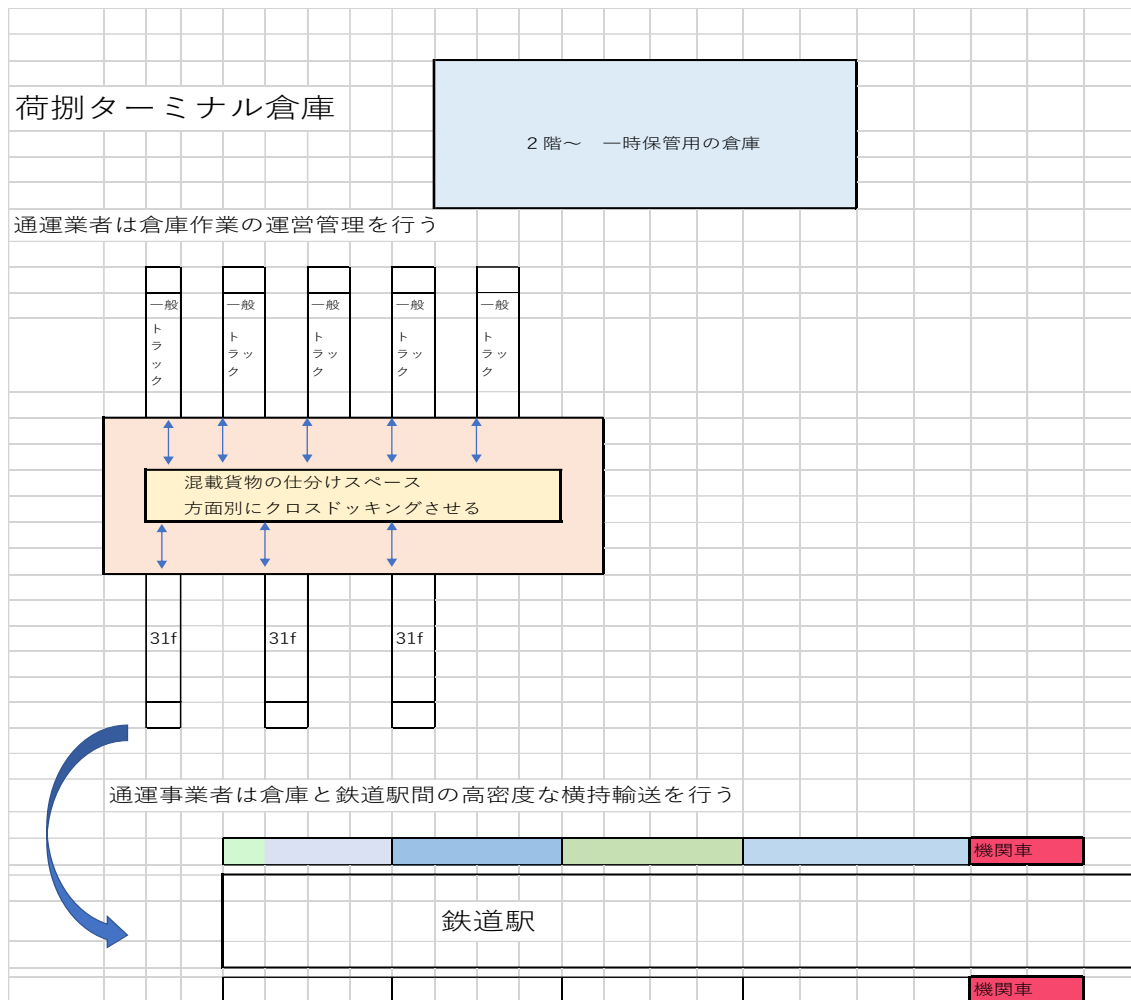 荷捌ターミナル倉庫
２階～　一時保管用の倉庫
通運業者は倉庫作業の運営管理を行う
一般
トラック
一般
トラック
一般
トラック
一般
トラック
一般
トラック
混載貨物の仕分けスペース
方面別にクロスドッキングさせる
31f
31f
31f
通運事業者は倉庫と鉄道駅間の高密度な横持輸送を行う
機関車
鉄道駅
機関車